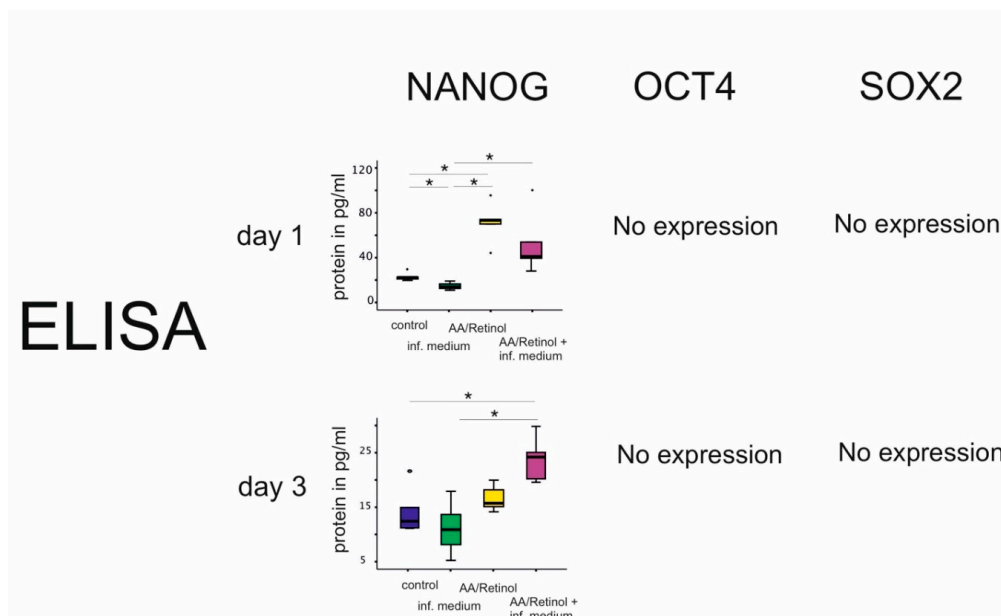 NANOG OCT4 SOX2
ELISA
day 1
protein in pg/ml
120
80
40
0
* *
* *
control
inf. medium
AA/Retinol
AA/Retinol +
inf. medium
No expression
No expression
day 3
protein in pg/ml
25
15
5
*
*
control
inf. medium
AA/Retinol
AA/Retinol +
inf. medium
No expression
No expression